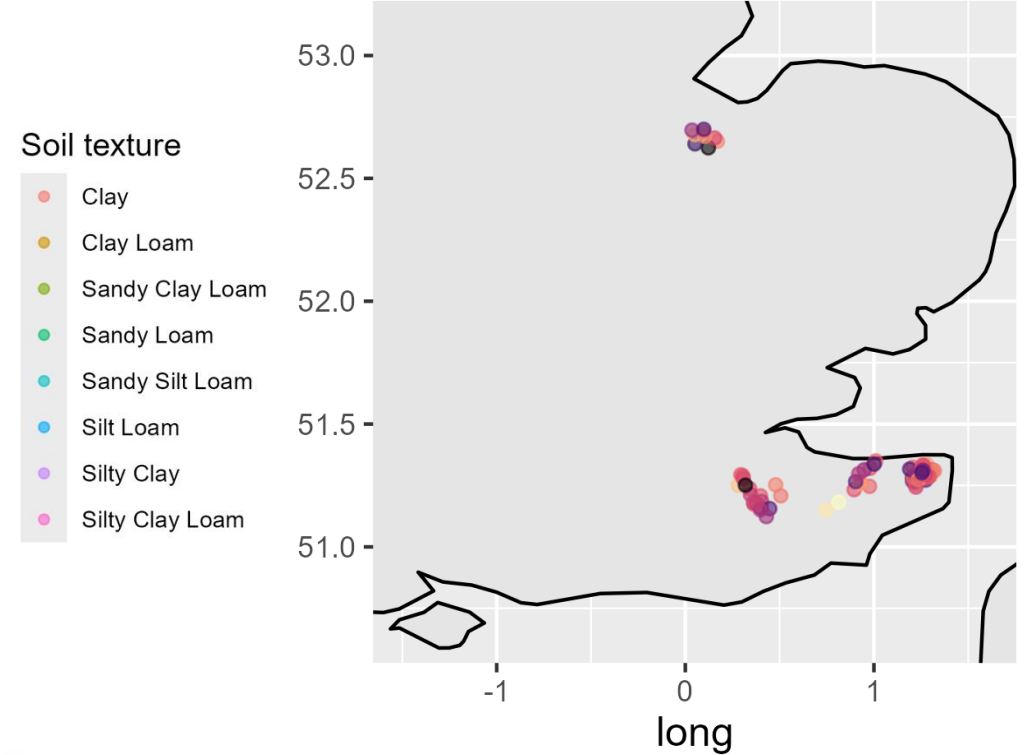 Soil texture
Clay
Clay Loam
Sandy Clay Loam
Sandy Loam
Sandy Silt Loam
Silt Loam
Silty Clay
Silty Clay Loam
53.0
52.5
52.0
51.5
51.0
-1 0 1
long